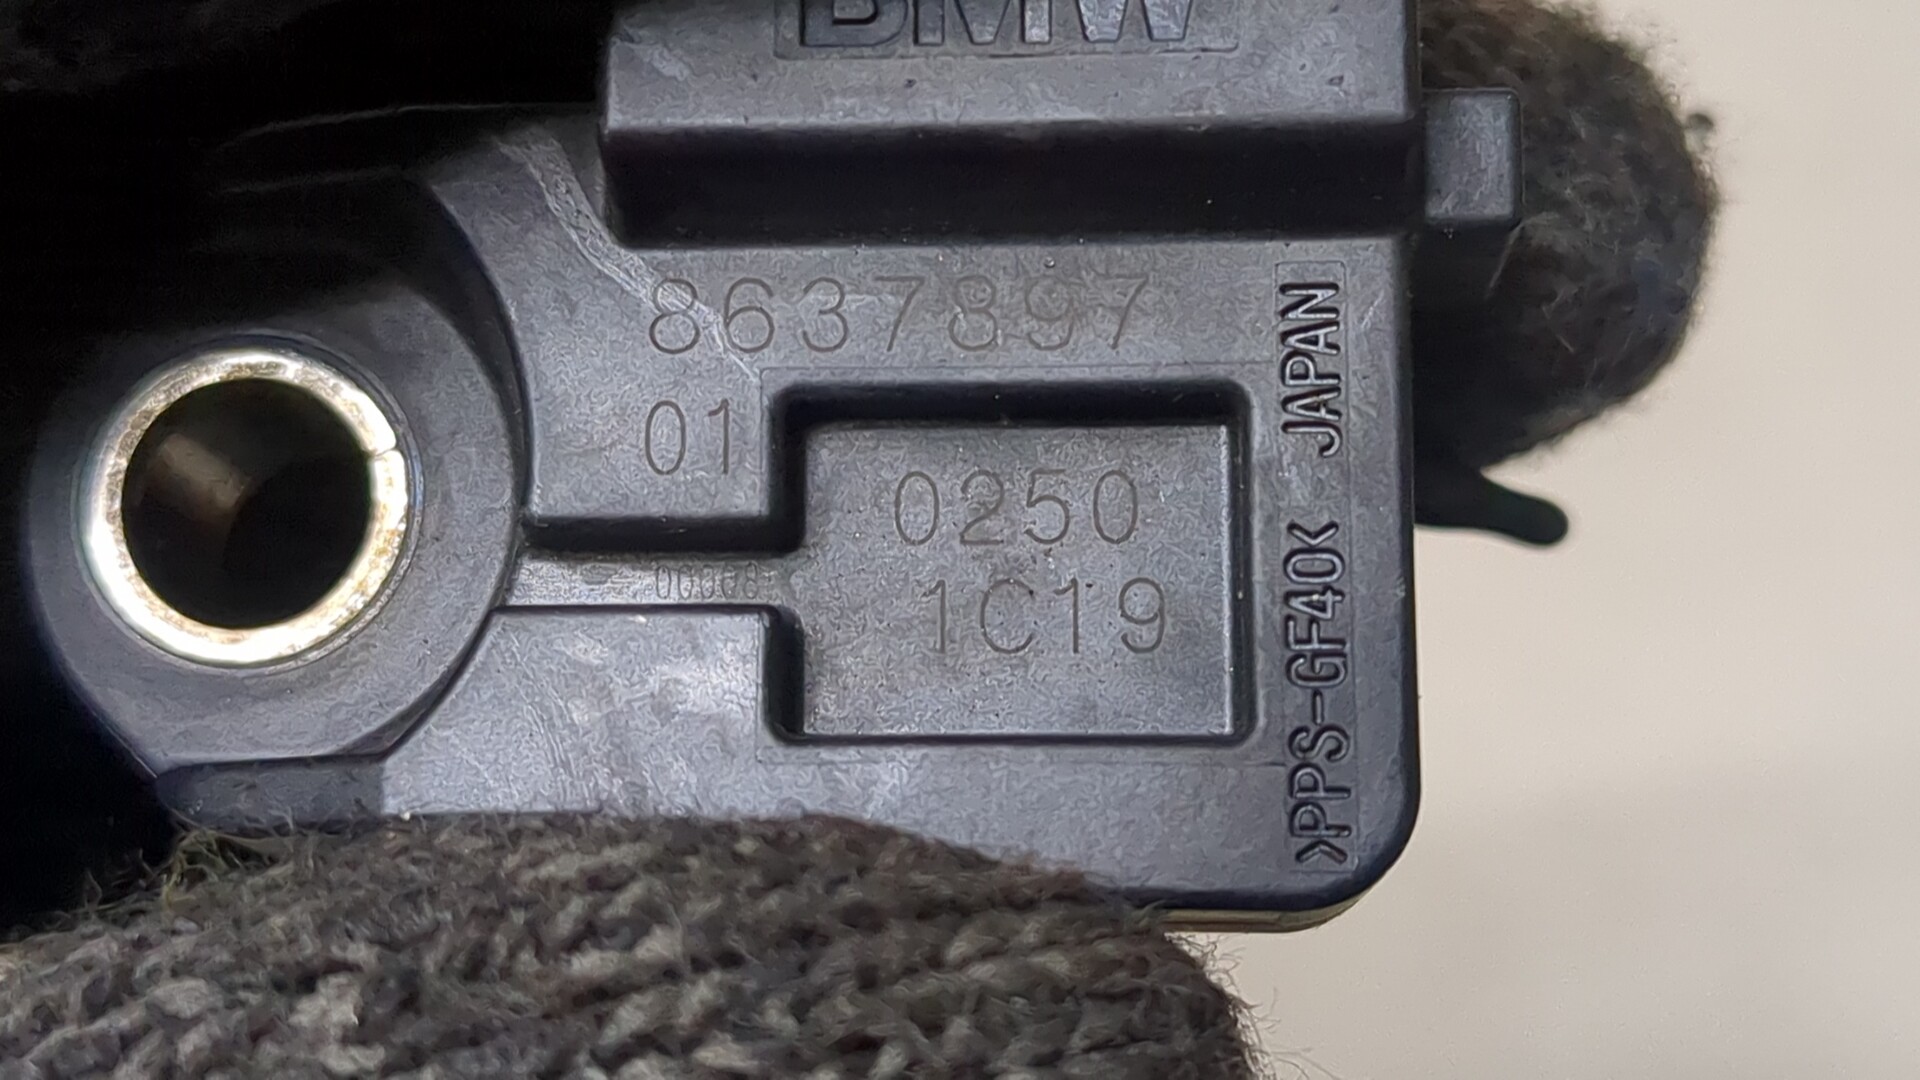 BMW
8637897
01
0250
1C19
>PPS-GF40< JAPAN